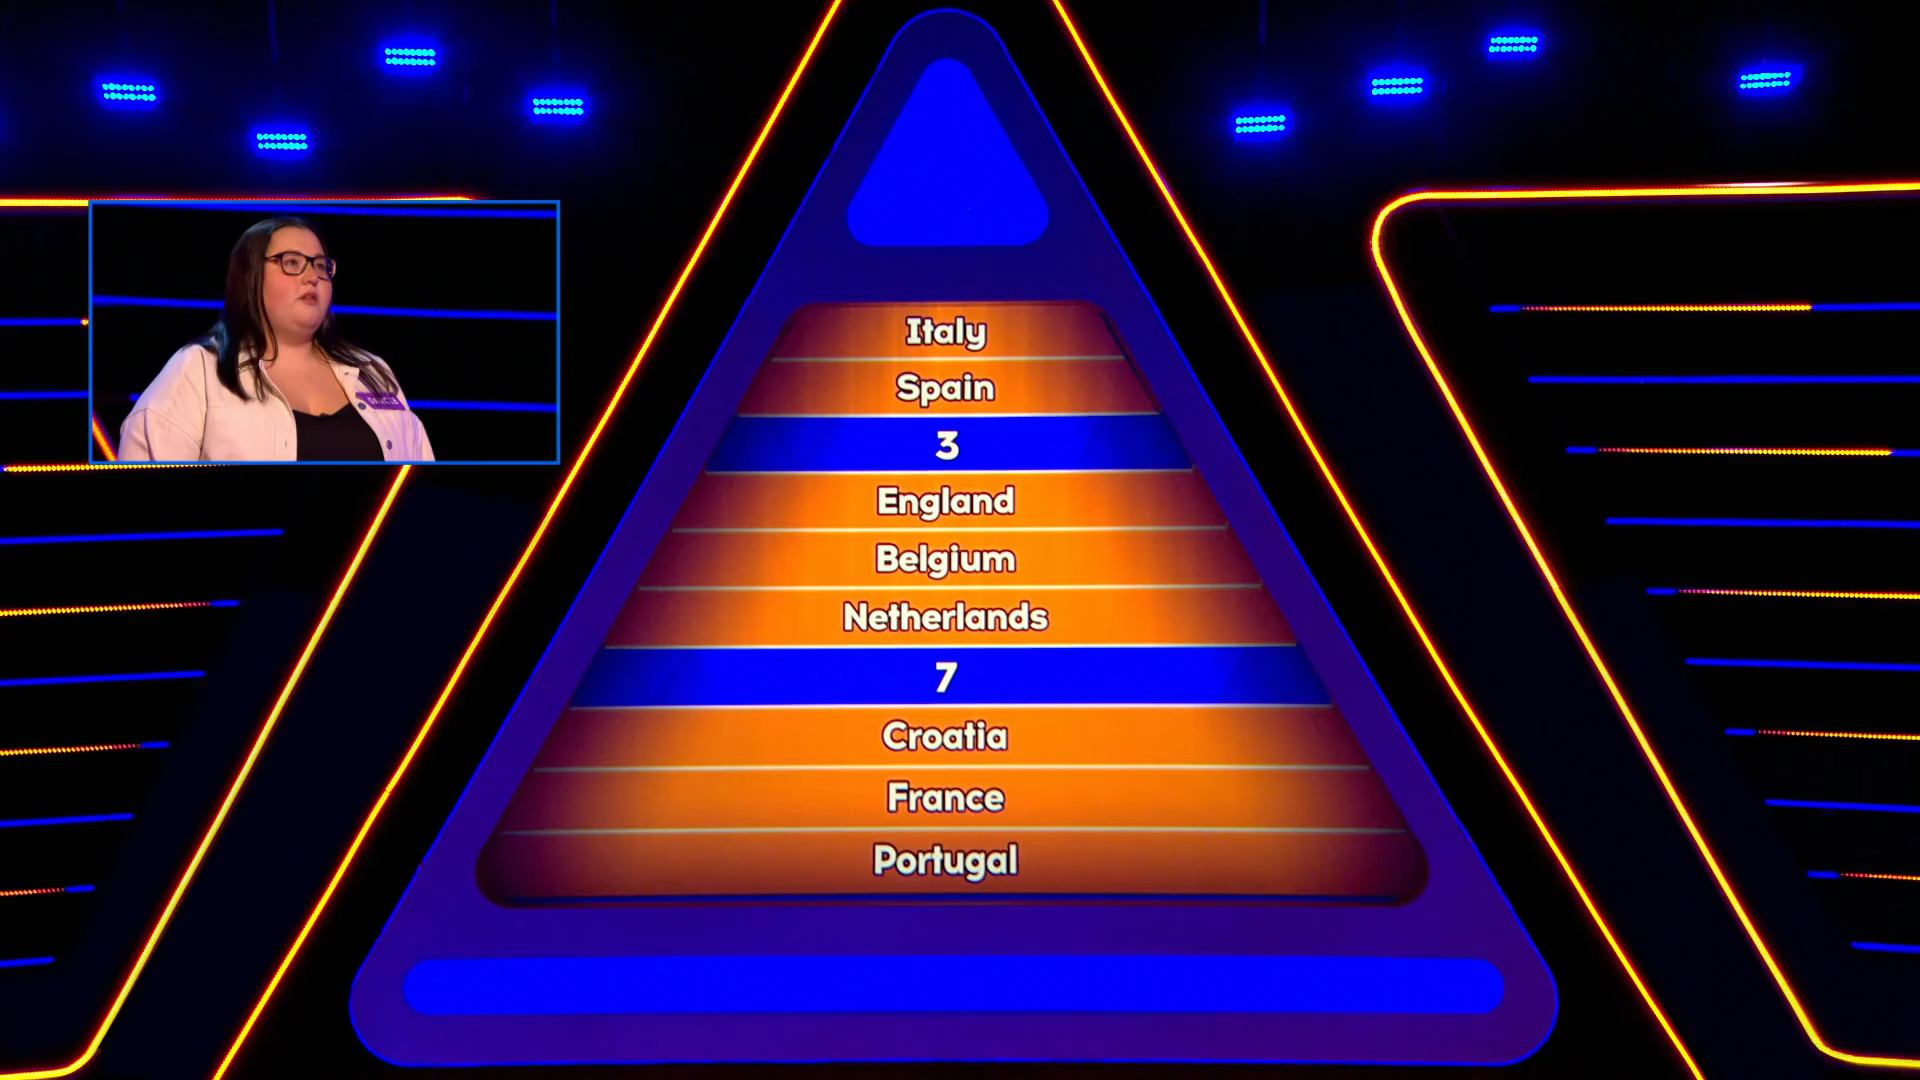 Italy
Spain
3
England
Belgium
Netherlands
7
Croatia
France
Portugal